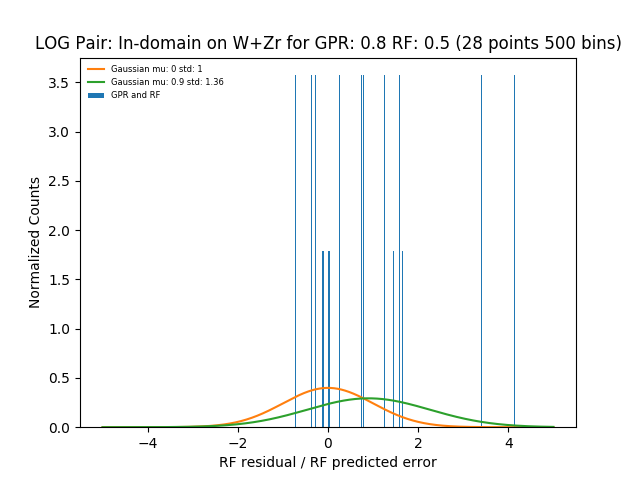 LOG Pair: In-domain on W+Zr for GPR: 0.8 RF: 0.5 (28 points 500 bins)
Gaussian mu: 0 std: 1
Gaussian mu: 0.9 std: 1.36
GPR and RF
Normalized Counts
3.5
3.0
2.5
2.0
1.5
1.0
0.5
0.0
−4 −2 0 2 4
RF residual / RF predicted error